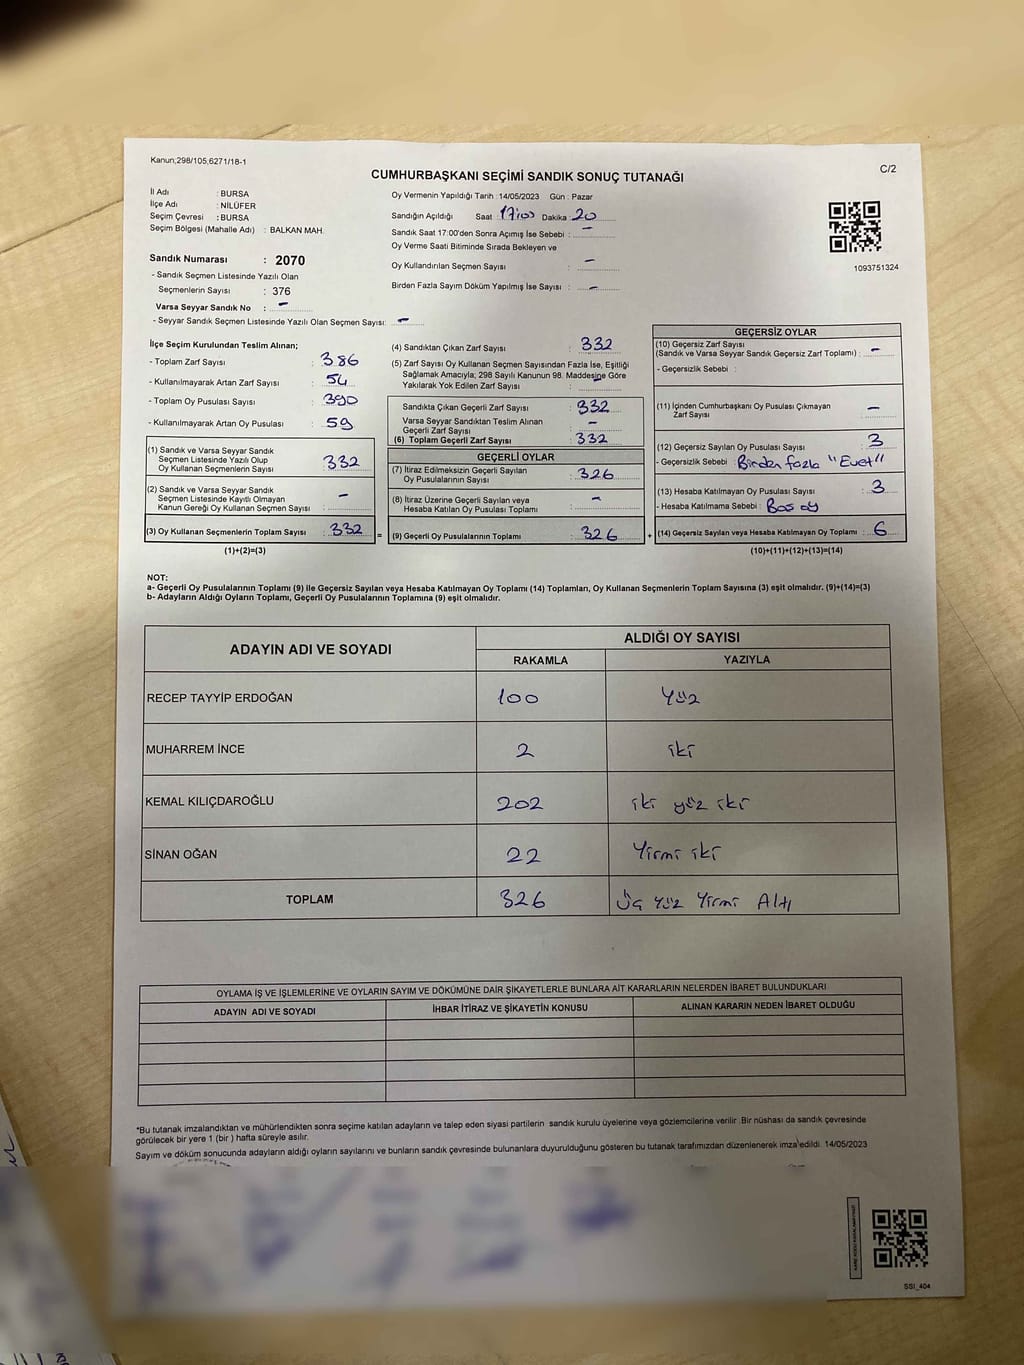 Kanun;298/105,6271/18-1
C/2
CUMHURBAŞKANI SEÇİMİ SANDIK SONUÇ TUTANAĞI
İl Adı : BURSA
İlçe Adı : NİLÜFER
Seçim Çevresi : BURSA
Seçim Bölgesi (Mahalle Adı) : BALKAN MAH.
Sandık Numarası : 2070
- Sandık Seçmen Listesinde Yazılı Olan
Seçmenlerin Sayısı : 376
Varsa Seyyar Sandık No : -
- Seyyar Sandık Seçmen Listesinde Yazılı Olan Seçmen Sayısı: -
Oy Vermenin Yapıldığı Tarih :14/05/2023 Gün : Pazar
Sandığın Açıldığı Saat 17:00 Dakika: 20
Sandık Saat 17:00'den Sonra Açımış İse Sebebi : -
Oy Verme Saati Bitiminde Sırada Bekleyen ve
Oy Kullandırılan Seçmen Sayısı : -
Birden Fazla Sayım Döküm Yapılmış İse Sayısı : -
1093751324
İlçe Seçim Kurulundan Teslim Alınan;
- Toplam Zarf Sayısı : 386
- Kullanılmayarak Artan Zarf Sayısı : 54
- Toplam Oy Pusulası Sayısı : 390
- Kullanılmayarak Artan Oy Pusulası : 59
(1) Sandık ve Varsa Seyyar Sandık
Seçmen Listesinde Yazılı Olup
Oy Kullanan Seçmenlerin Sayısı : 332
(2) Sandık ve Varsa Seyyar Sandık
Seçmen Listesinde Kayıtlı Olmayan
Kanun Gereği Oy Kullanan Seçmen Sayısı : -
(3) Oy Kullanan Seçmenlerin Toplam Sayısı : 332
(1)+(2)=(3)
(4) Sandıktan Çıkan Zarf Sayısı : 332
(5) Zarf Sayısı Oy Kullanan Seçmen Sayısından Fazla İse, Eşitliği
Sağlamak Amacıyla; 298 Sayılı Kanunun 98. Maddesine Göre
Yakılarak Yok Edilen Zarf Sayısı : -
Sandıkta Çıkan Geçerli Zarf Sayısı : 332
Varsa Seyyar Sandıktan Teslim Alınan
Geçerli Zarf Sayısı : -
(6) Toplam Geçerli Zarf Sayısı : 332
GEÇERLİ OYLAR
(7) İtiraz Edilmeksizin Geçerli Sayılan
Oy Pusulalarının Sayısı : 326
(8) İtiraz Üzerine Geçerli Sayılan veya
Hesaba Katılan Oy Pusulası Toplamı : -
= (9) Geçerli Oy Pusulalarının Toplamı : 326 +
GEÇERSİZ OYLAR
(10) Geçersiz Zarf Sayısı
(Sandık ve Varsa Seyyar Sandık Geçersiz Zarf Toplamı) : -
- Geçersizlik Sebebi :
(11) İçinden Cumhurbaşkanı Oy Pusulası Çıkmayan
Zarf Sayısı : -
(12) Geçersiz Sayılan Oy Pusulası Sayısı : 3
- Geçersizlik Sebebi : Birden fazla "Evet"
(13) Hesaba Katılmayan Oy Pusulası Sayısı : 3
- Hesaba Katılmama Sebebi : Boş oy
(14) Geçersiz Sayılan veya Hesaba Katılmayan Oy Toplamı : 6
(10)+(11)+(12)+(13)=(14)
NOT:
a- Geçerli Oy Pusulalarının Toplamı (9) ile Geçersiz Sayılan veya Hesaba Katılmayan Oy Toplamı (14) Toplamları, Oy Kullanan Seçmenlerin Toplam Sayısına (3) eşit olmalıdır. (9)+(14)=(3)
b- Adayların Aldığı Oyların Toplamı, Geçerli Oy Pusulalarının Toplamına (9) eşit olmalıdır.
ADAYIN ADI VE SOYADI
ALDIĞI OY SAYISI
RAKAMLA YAZIYLA
RECEP TAYYİP ERDOĞAN 100 Yüz
MUHARREM İNCE 2 iki
KEMAL KILIÇDAROĞLU 202 iki yüz iki
SİNAN OĞAN 22 Yirmi iki
TOPLAM 326 üç yüz Yirmi Altı
OYLAMA İŞ VE İŞLEMLERİNE VE OYLARIN SAYIM VE DÖKÜMÜNE DAİR ŞİKAYETLERLE BUNLARA AİT KARARLARIN NELERDEN İBARET BULUNDUKLARI
ADAYIN ADI VE SOYADI İHBAR İTİRAZ VE ŞİKAYETİN KONUSU ALINAN KARARIN NEDEN İBARET OLDUĞU
*Bu tutanak imzalandıktan ve mühürlendikten sonra seçime katılan adayların ve talep eden siyasi partilerin sandık kurulu üyelerine veya gözlemcilerine verilir. Bir nüshası da sandık çevresinde
görülecek bir yere 1 (bir ) hafta süreyle asılır.
Sayım ve döküm sonucunda adayların aldığı oyların sayılarını ve bunların sandık çevresinde bulunanlara duyurulduğunu gösteren bu tutanak tarafımızdan düzenlenerek imza edildi. 14/05/2023
SSI_404